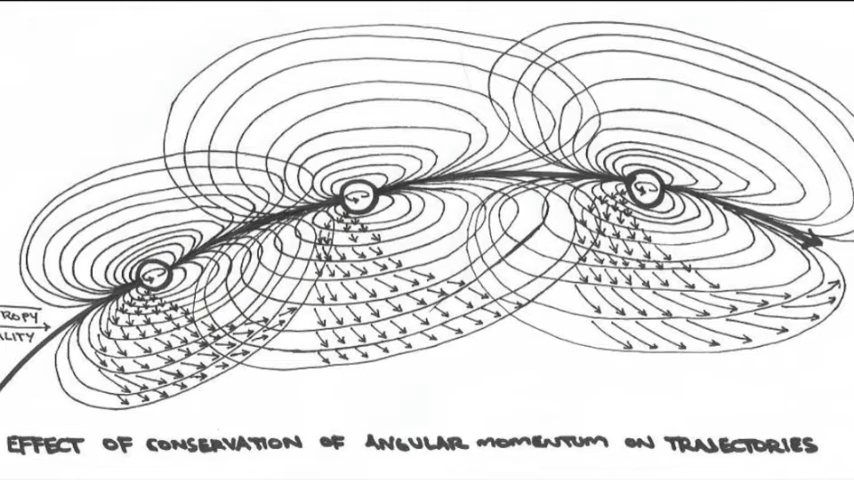 EFFECT OF CONSERVATION OF ANGULAR MOMENTUM ON TRAJECTORIES